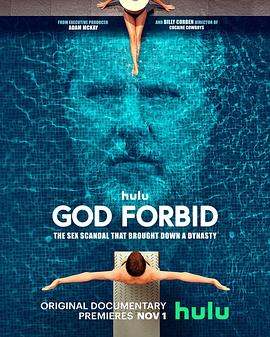 FROM EXECUTIVE PRODUCER
ADAM McKAY
AND BILLY CORBEN DIRECTOR OF
COCAINE COWBOYS
hulu
GOD FORBID
THE SEX SCANDAL THAT BROUGHT DOWN A DYNASTY
ORIGINAL DOCUMENTARY
PREMIERES NOV 1
hulu